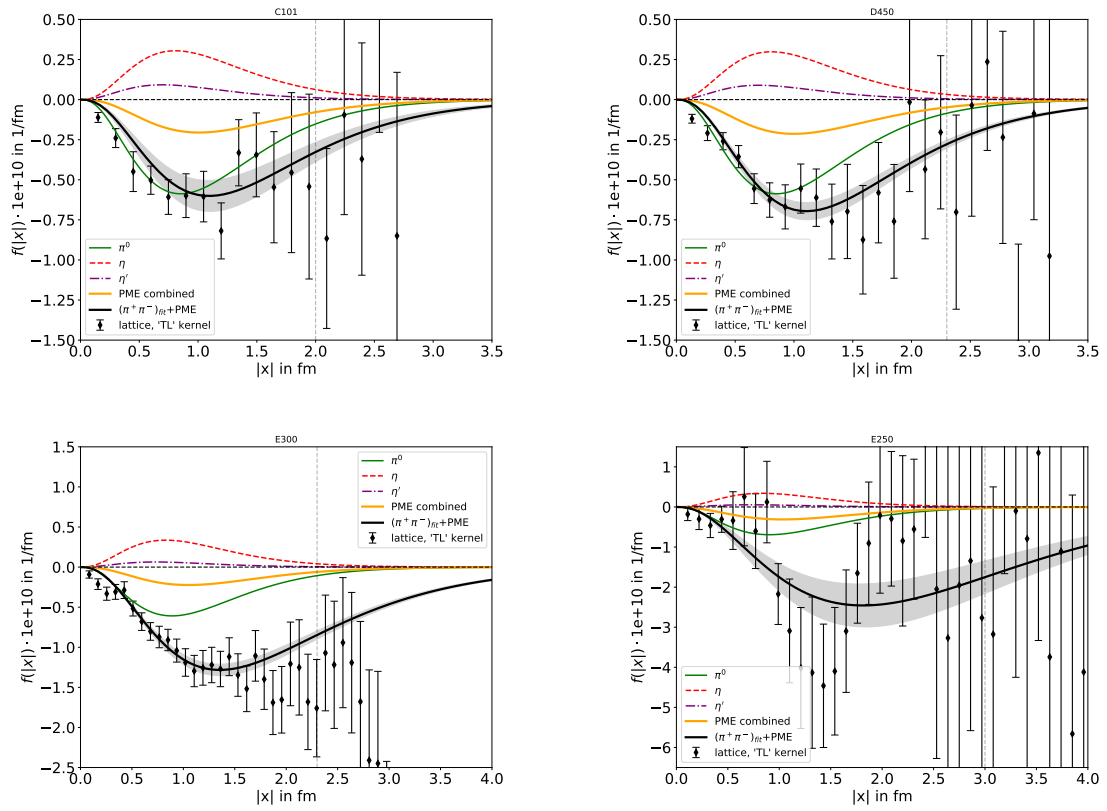 C101
0.50
0.25
0.00
−0.25
−0.50
−0.75
−1.00
−1.25
−1.50
f(|x|) · 1e+10 in 1/fm
π⁰
η
η′
PME combined
(π⁺π⁻)fit+PME
lattice, 'TL' kernel
0.0 0.5 1.0 1.5 2.0 2.5 3.0 3.5
|x| in fm
D450
0.50
0.25
0.00
−0.25
−0.50
−0.75
−1.00
−1.25
−1.50
f(|x|) · 1e+10 in 1/fm
π⁰
η
η′
PME combined
(π⁺π⁻)fit+PME
lattice, 'TL' kernel
0.0 0.5 1.0 1.5 2.0 2.5 3.0 3.5
|x| in fm
E300
1.5
1.0
0.5
0.0
−0.5
−1.0
−1.5
−2.0
−2.5
f(|x|) · 1e+10 in 1/fm
π⁰
η
η′
PME combined
(π⁺π⁻)fit+PME
lattice, 'TL' kernel
0.0 0.5 1.0 1.5 2.0 2.5 3.0 3.5 4.0
|x| in fm
E250
1
0
−1
−2
−3
−4
−5
−6
f(|x|) · 1e+10 in 1/fm
π⁰
η
η′
PME combined
(π⁺π⁻)fit+PME
lattice, 'TL' kernel
0.0 0.5 1.0 1.5 2.0 2.5 3.0 3.5 4.0
|x| in fm